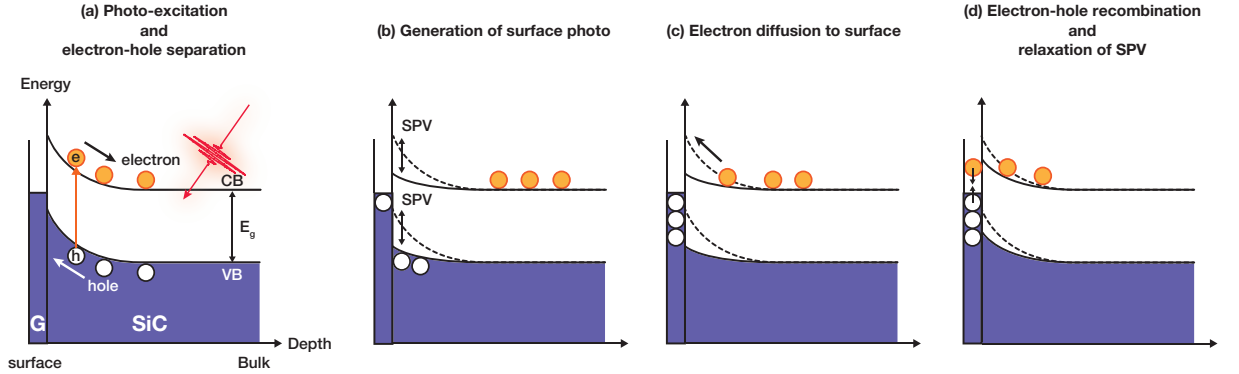 (a) Photo-excitation
and
electron-hole separation
Energy
e
electron
CB
E_g
h
hole
VB
G
SiC
Depth
surface
Bulk
(b) Generation of surface photo
SPV
SPV
(c) Electron diffusion to surface
(d) Electron-hole recombination
and
relaxation of SPV